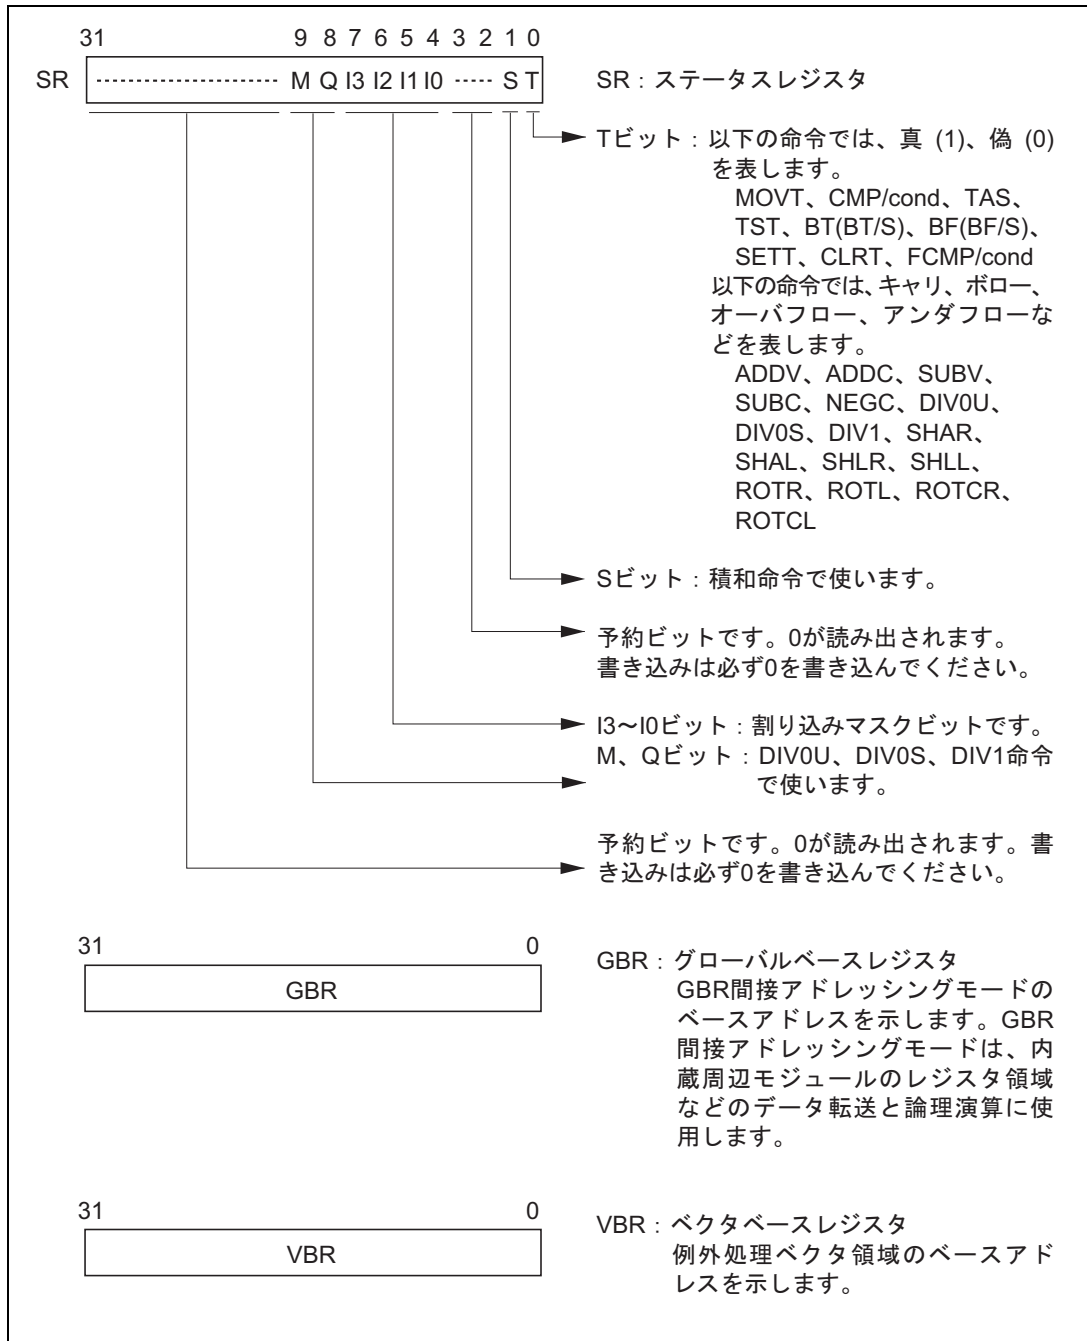 31 9 8 7 6 5 4 3 2 1 0
SR M Q I3 I2 I1 I0 ····· S T
SR：ステータスレジスタ
Tビット：以下の命令では、真 (1)、偽 (0)
を表します。
MOVT、CMP/cond、TAS、
TST、BT(BT/S)、BF(BF/S)、
SETT、CLRT、FCMP/cond
以下の命令では、キャリ、ボロー、
オーバフロー、アンダフローな
どを表します。
ADDV、ADDC、SUBV、
SUBC、NEGC、DIV0U、
DIV0S、DIV1、SHAR、
SHAL、SHLR、SHLL、
ROTR、ROTL、ROTCR、
ROTCL
Sビット：積和命令で使います。
予約ビットです。0が読み出されます。
書き込みは必ず0を書き込んでください。
I3～I0ビット：割り込みマスクビットです。
M、Qビット：DIV0U、DIV0S、DIV1命令
で使います。
予約ビットです。0が読み出されます。書
き込みは必ず0を書き込んでください。
31 0
GBR
GBR：グローバルベースレジスタ
GBR間接アドレッシングモードの
ベースアドレスを示します。GBR
間接アドレッシングモードは、内
蔵周辺モジュールのレジスタ領域
などのデータ転送と論理演算に使
用します。
31 0
VBR
VBR：ベクタベースレジスタ
例外処理ベクタ領域のベースアド
レスを示します。